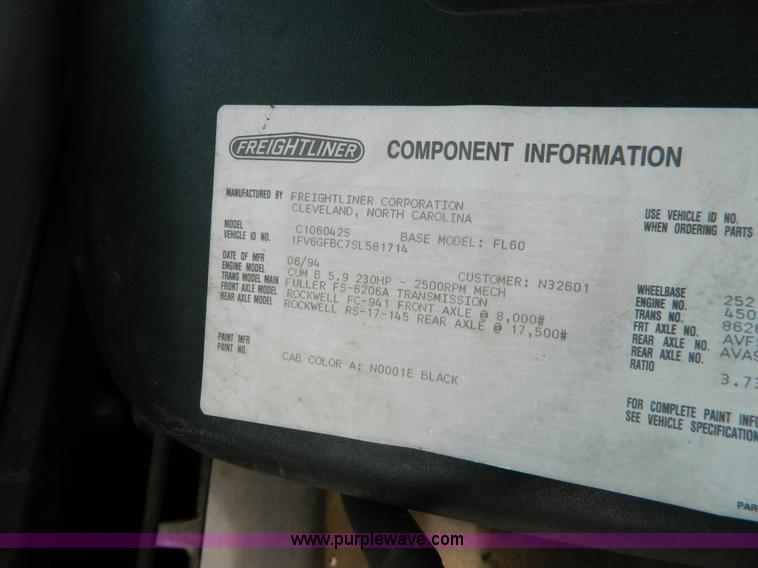 FREIGHTLINER COMPONENT INFORMATION
MANUFACTURED BY FREIGHTLINER CORPORATION
CLEVELAND, NORTH CAROLINA
MODEL C106042S BASE MODEL: FL60
VEHICLE ID NO. 1FV6GFBC7SL581714
DATE OF MFR 06/94 CUSTOMER: N32601
ENGINE MODEL CUM B 5.9 230HP - 2500RPM MECH
TRANS MODEL MAIN FULLER FS-6206A TRANSMISSION
FRONT AXLE MODEL ROCKWELL FC-941 FRONT AXLE @ 8,000#
REAR AXLE MODEL ROCKWELL RS-17-145 REAR AXLE @ 17,500#
PAINT MFR
PAINT NO.
CAB COLOR A: N0001E BLACK
USE VEHICLE ID NO.
WHEN ORDERING PARTS
WHEELBASE 252
ENGINE NO. 450
TRANS NO. 862
FRT AXLE NO. AVF
REAR AXLE NO. AVA
REAR AXLE NO.
RATIO 3.73
FOR COMPLETE PAINT INFO
SEE VEHICLE SPECIFICATION
PAR
www.purplewave.com